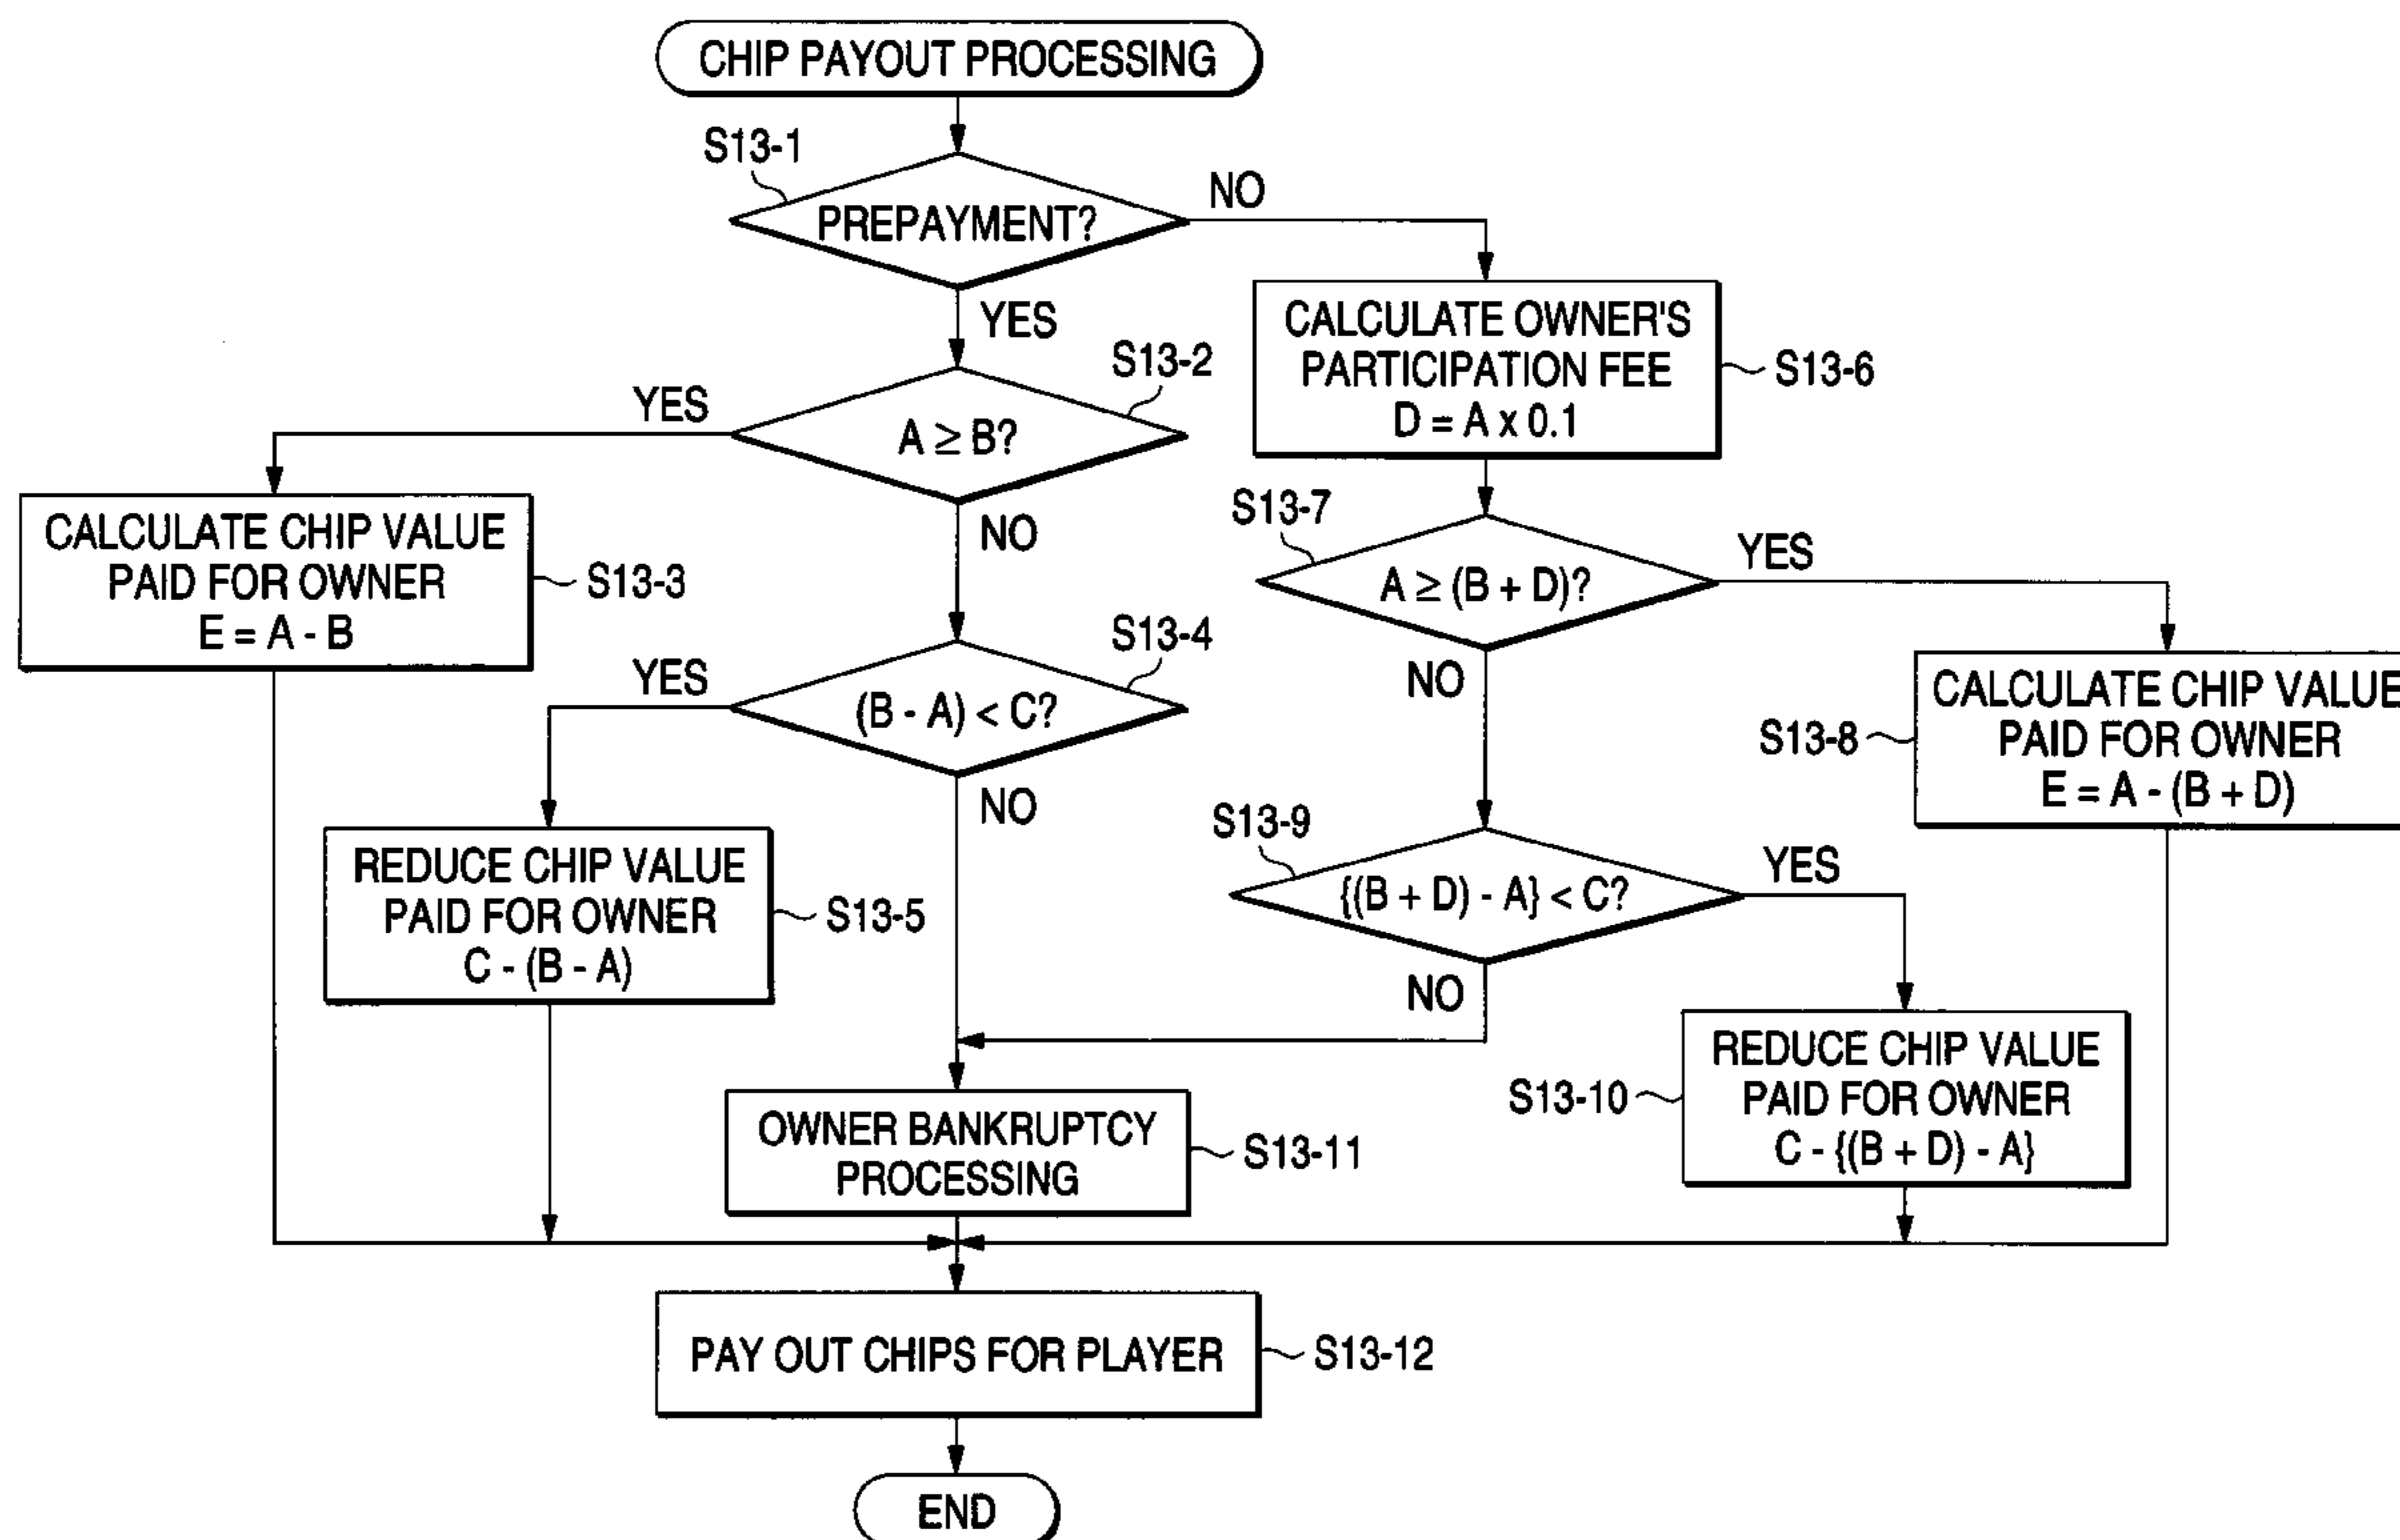 CHIP PAYOUT PROCESSING
S13-1
PREPAYMENT?
NO
YES
CALCULATE OWNER'S
PARTICIPATION FEE
D = A x 0.1
S13-6
S13-2
YES
A ≥ B?
NO
CALCULATE CHIP VALUE
PAID FOR OWNER
E = A - B
S13-3
S13-7
A ≥ (B + D)?
YES
NO
S13-4
YES
(B - A) < C?
NO
CALCULATE CHIP VALUE
PAID FOR OWNER
E = A - (B + D)
S13-8
S13-9
{(B + D) - A} < C?
YES
NO
REDUCE CHIP VALUE
PAID FOR OWNER
C - (B - A)
S13-5
REDUCE CHIP VALUE
PAID FOR OWNER
C - {(B + D) - A}
S13-10
OWNER BANKRUPTCY
PROCESSING
S13-11
PAY OUT CHIPS FOR PLAYER
S13-12
END